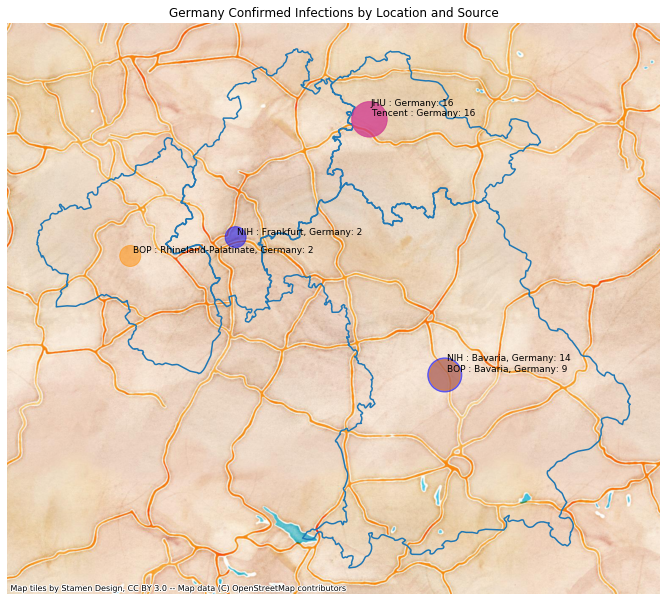 Germany Confirmed Infections by Location and Source
JHU : Germany: 16
Tencent : Germany: 16
NIH : Frankfurt, Germany: 2
BOP : Rhineland-Palatinate, Germany: 2
NIH : Bavaria, Germany: 14
BOP : Bavaria, Germany: 9
Map tiles by Stamen Design, CC BY 3.0 -- Map data (C) OpenStreetMap contributors